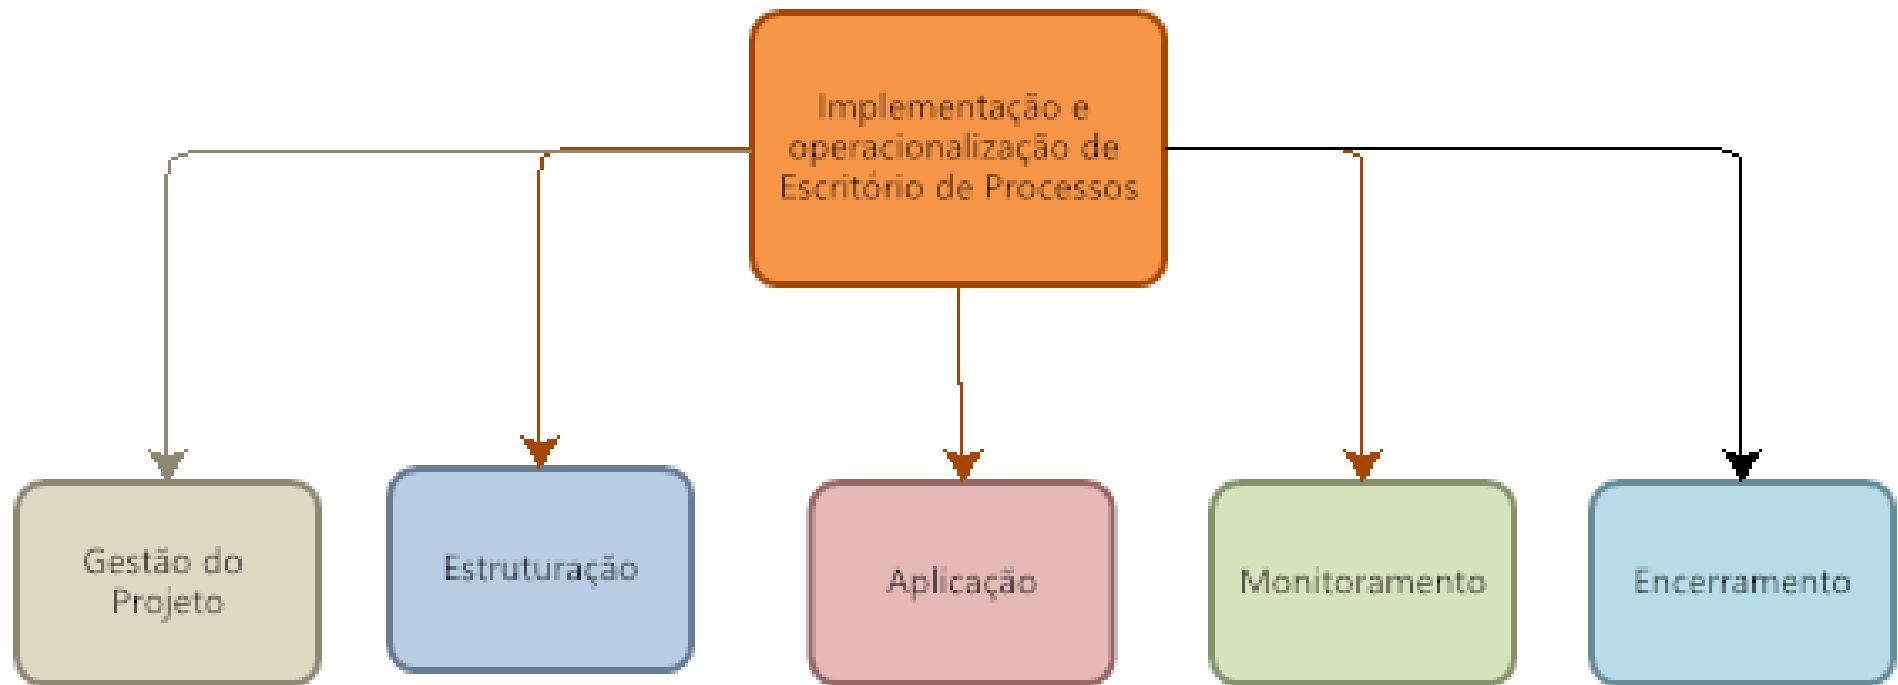 Implementação e
operacionalização de
Escritório de Processos
Gestão do
Projeto
Estruturação
Aplicação
Monitoramento
Encerramento